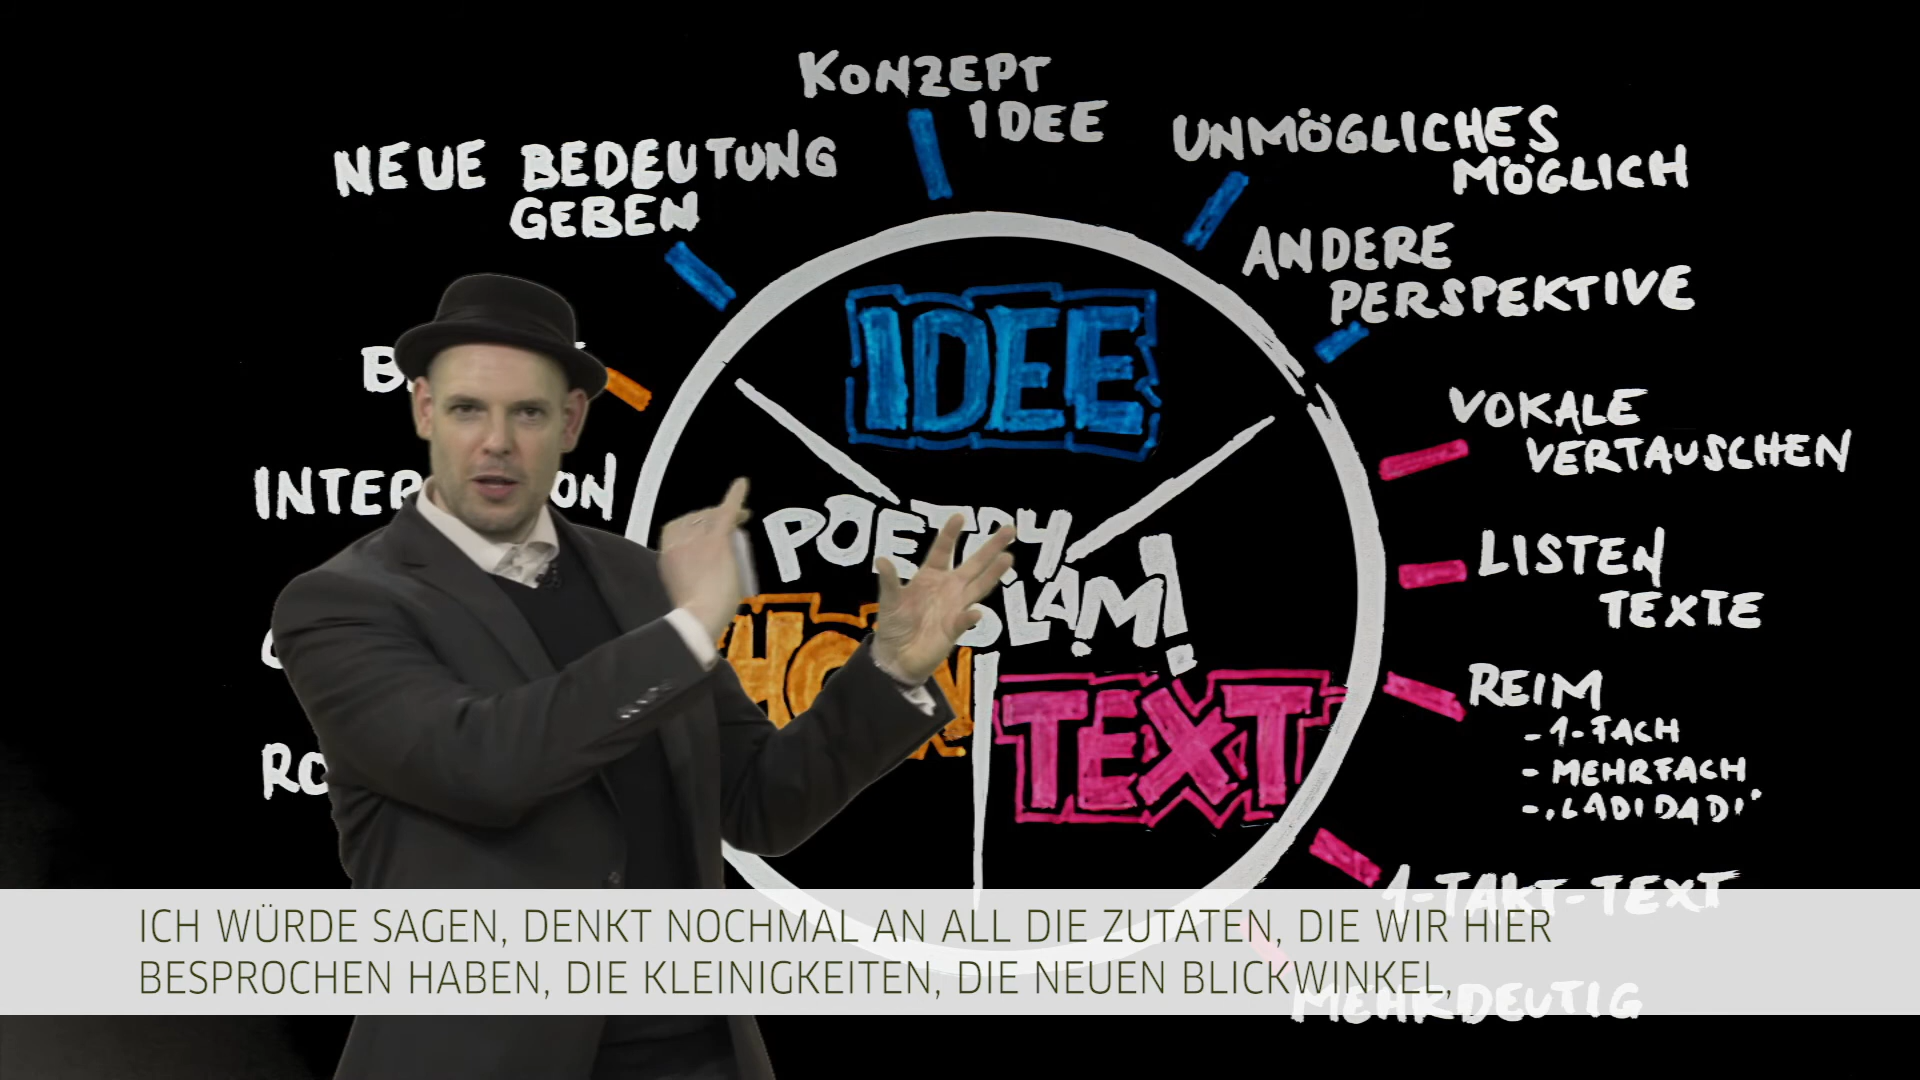 KONZEPT
IDEE
UNMÖGLICHES
MÖGLICH
NEUE BEDEUTUNG
GEBEN
ANDERE
PERSPEKTIVE
IDEE
VOKALE
VERTAUSCHEN
POETRY
SLAM!
LISTEN
TEXTE
TEXT
REIM
- 1-FACH
- MEHRFACH
- 'LADIDADI'
1-TAKT-TEXT
MEHRDEUTIG
ICH WÜRDE SAGEN, DENKT NOCHMAL AN ALL DIE ZUTATEN, DIE WIR HIER
BESPROCHEN HABEN, DIE KLEINIGKEITEN, DIE NEUEN BLICKWINKEL,